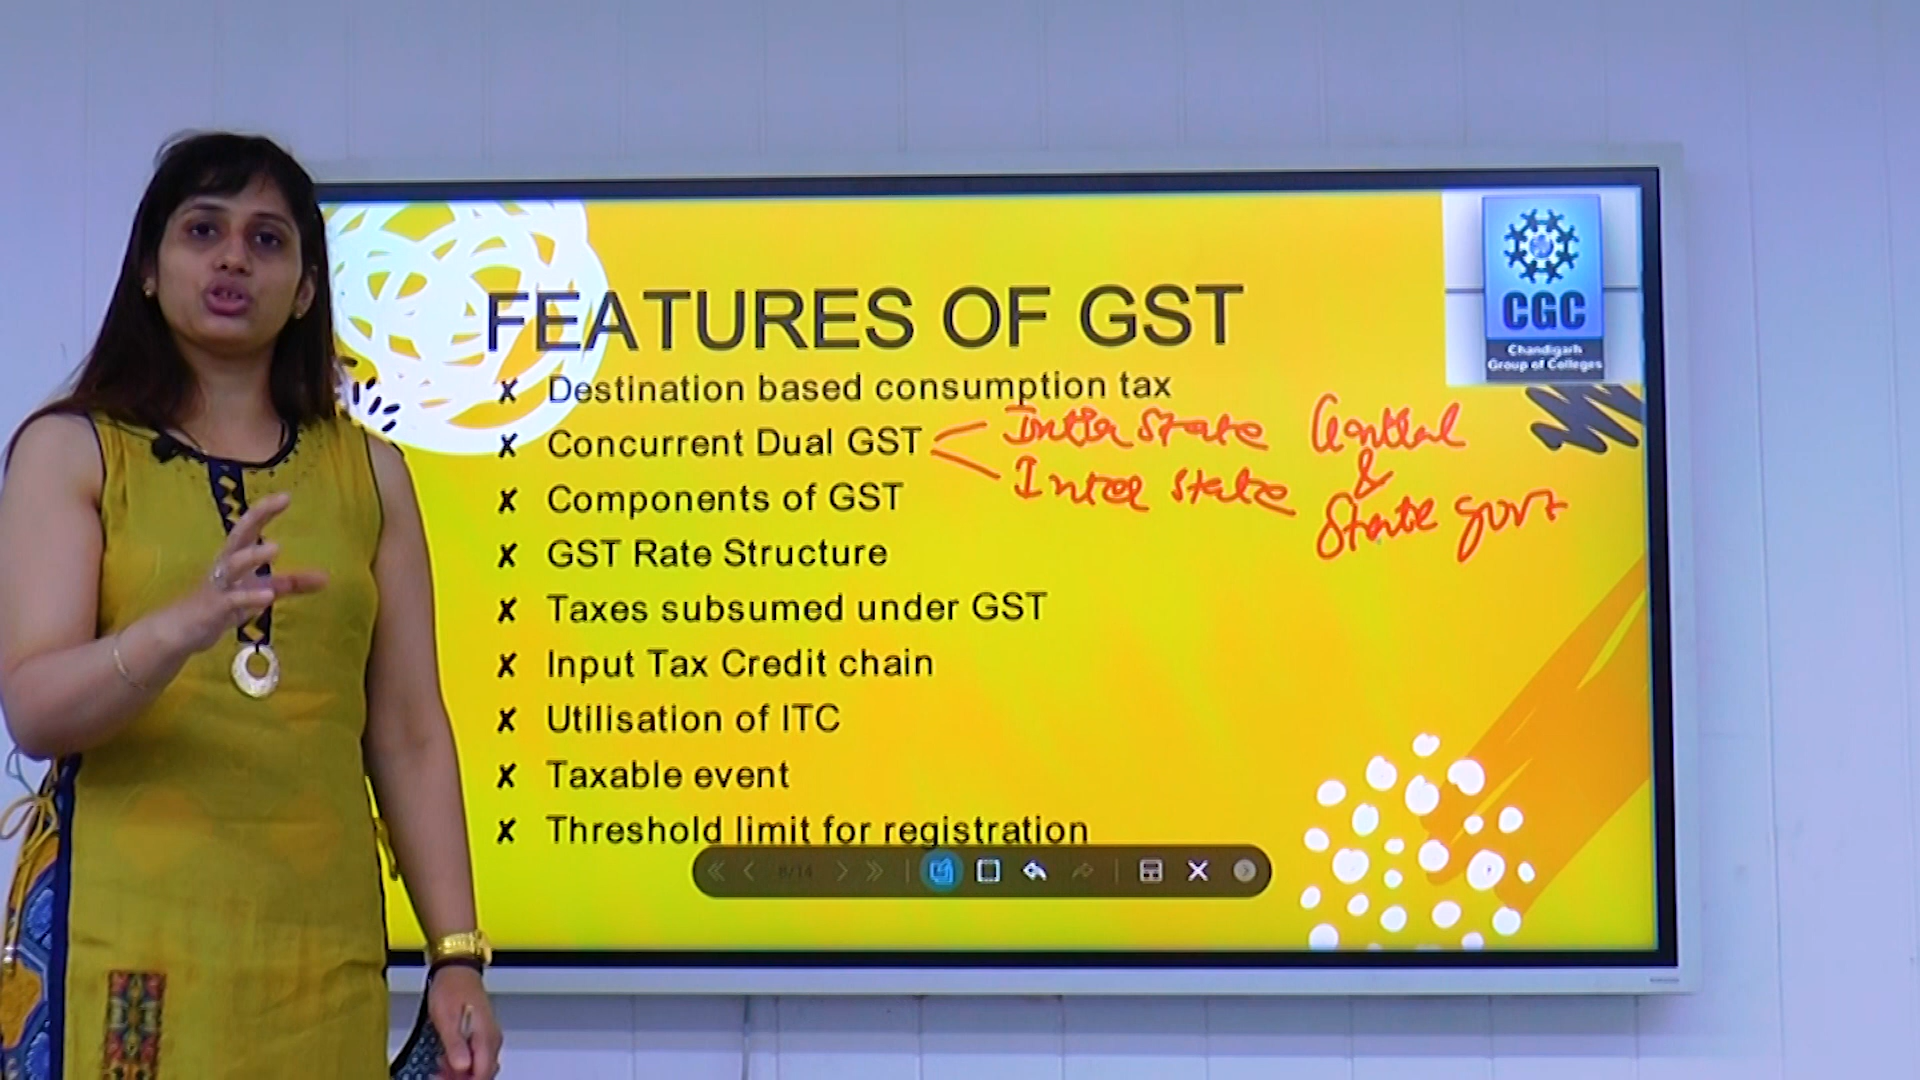 FEATURES OF GST
✗ Destination based consumption tax
✗ Concurrent Dual GST
✗ Components of GST
✗ GST Rate Structure
✗ Taxes subsumed under GST
✗ Input Tax Credit chain
✗ Utilisation of ITC
✗ Taxable event
✗ Threshold limit for registration
State
Inter State
Central
&
State govt
CGC
Chandigarh
Group of Colleges
8/14